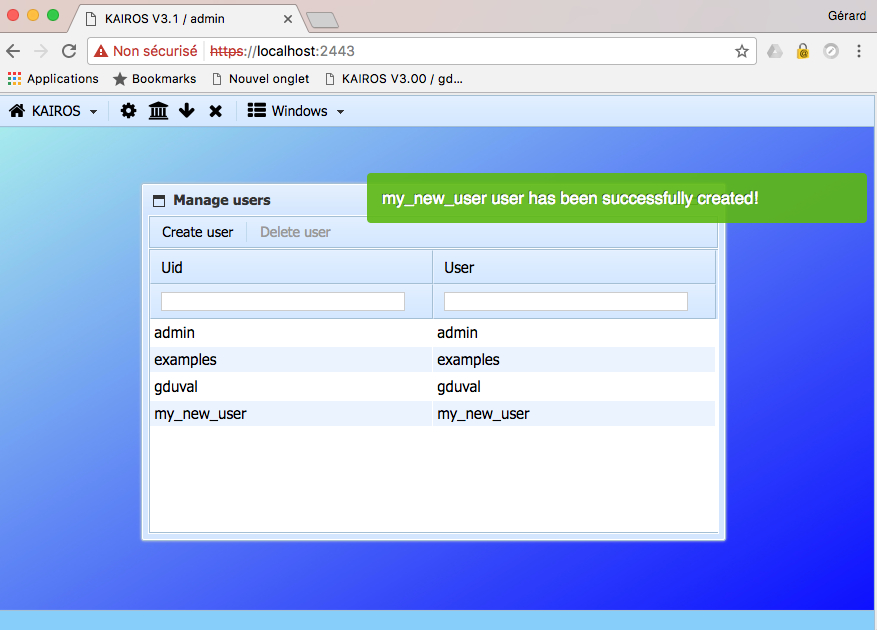 KAIROS V3.1 / admin
Gérard
Non sécurisé https://localhost:2443
Applications Bookmarks Nouvel onglet KAIROS V3.00 / gd...
KAIROS Windows
Manage users
my_new_user user has been successfully created!
Create user Delete user
Uid User
admin admin
examples examples
gduval gduval
my_new_user my_new_user